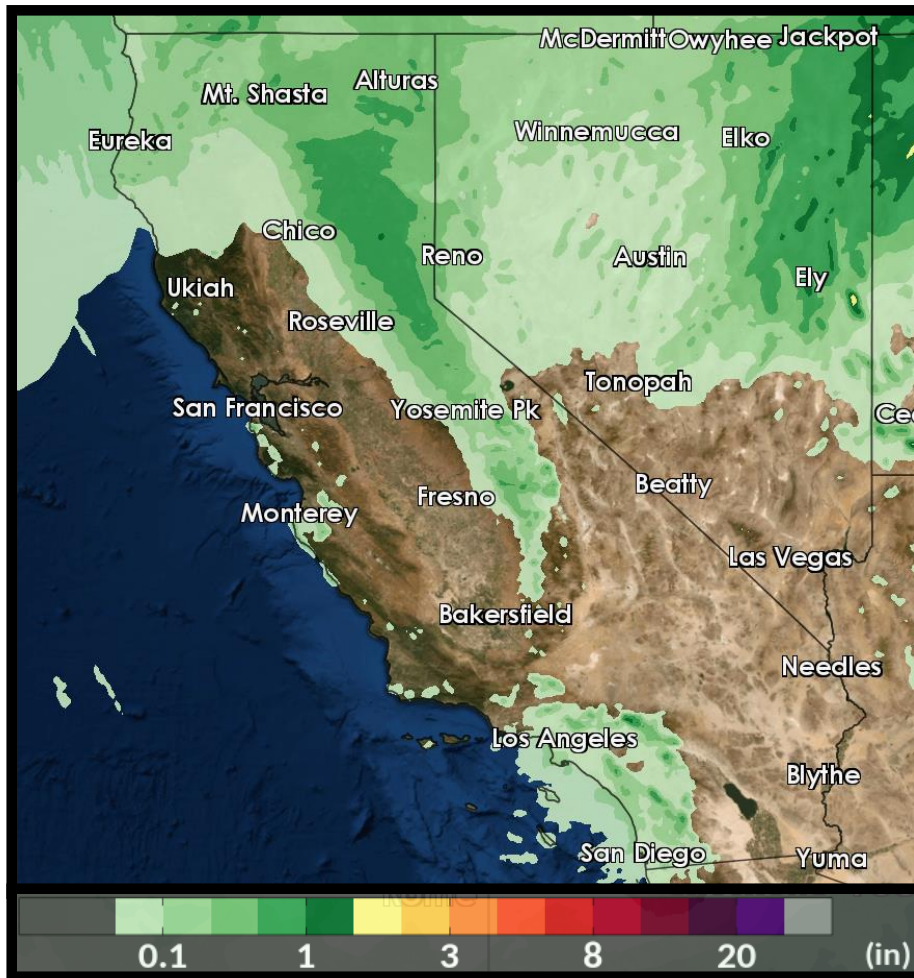 McDermitt Owyhee Jackpot
Mt. Shasta Alturas
Eureka Winnemucca Elko
Chico Reno Austin
Ukiah Ely
Roseville
Tonopah
San Francisco Yosemite Pk Ced
Fresno Beatty
Monterey
Las Vegas
Bakersfield
Needles
Los Angeles
Blythe
San Diego Yuma
0.1 1 3 8 20 (in)